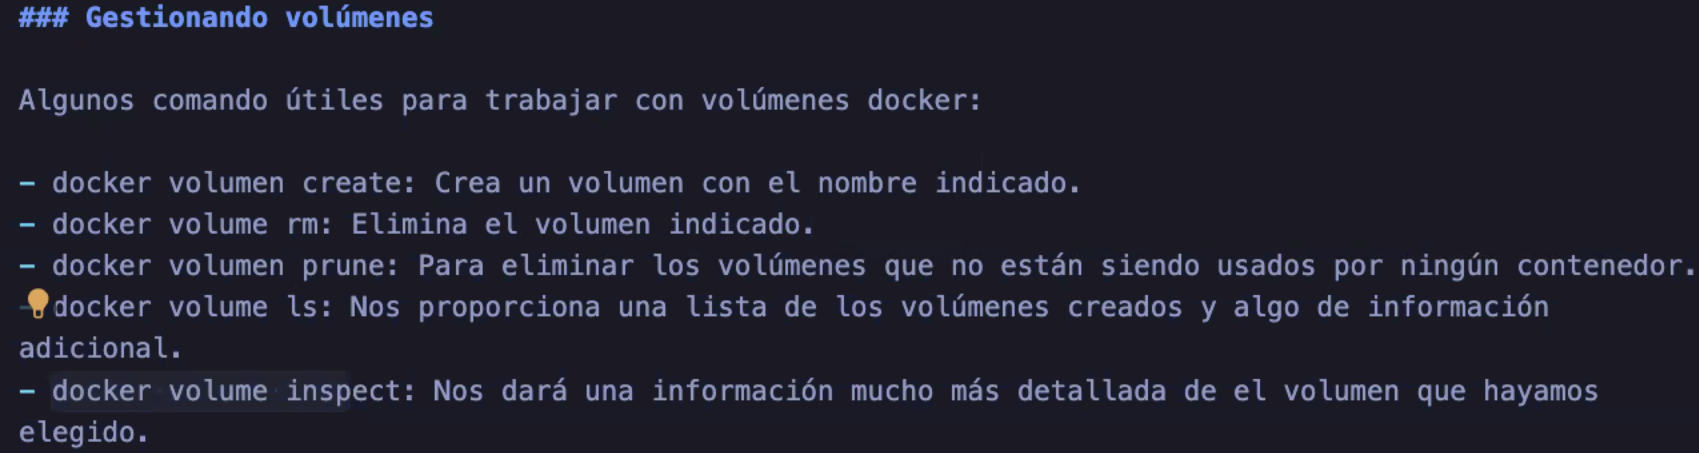 ### Gestionando volúmenes
Algunos comando útiles para trabajar con volúmenes docker:
- docker volumen create: Crea un volumen con el nombre indicado.
- docker volume rm: Elimina el volumen indicado.
- docker volumen prune: Para eliminar los volúmenes que no están siendo usados por ningún contenedor.
- docker volume ls: Nos proporciona una lista de los volúmenes creados y algo de información
adicional.
- docker volume inspect: Nos dará una información mucho más detallada de el volumen que hayamos
elegido.